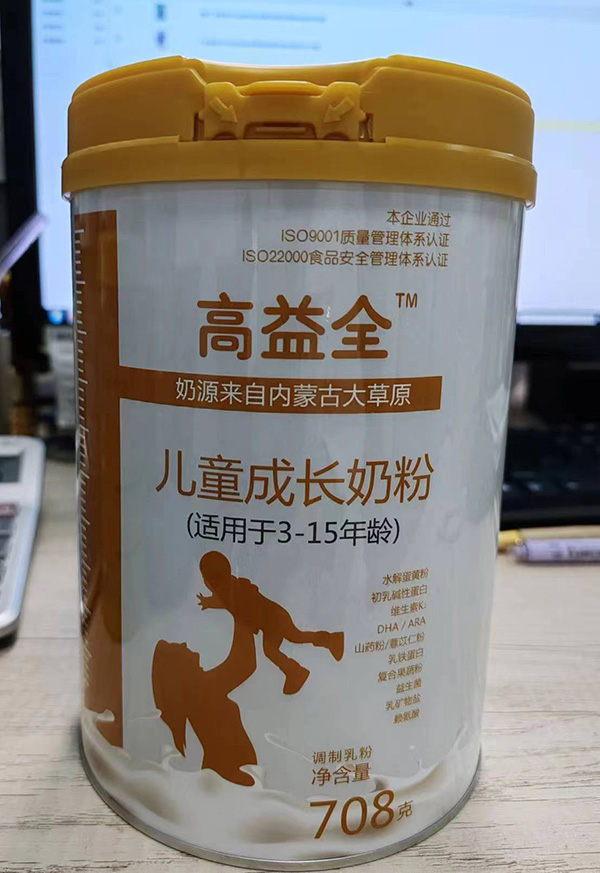 本企业通过
ISO9001质量管理体系认证
ISO22000食品安全管理体系认证
高益全™
奶源来自内蒙古大草原
儿童成长奶粉
(适用于3-15年龄)
水解蛋黄粉
初乳碱性蛋白
维生素K₂
DHA / ARA
山药粉/薏苡仁粉
乳铁蛋白
复合果蔬粉
益生菌
乳矿物盐
赖氨酸
调制乳粉
净含量
708克